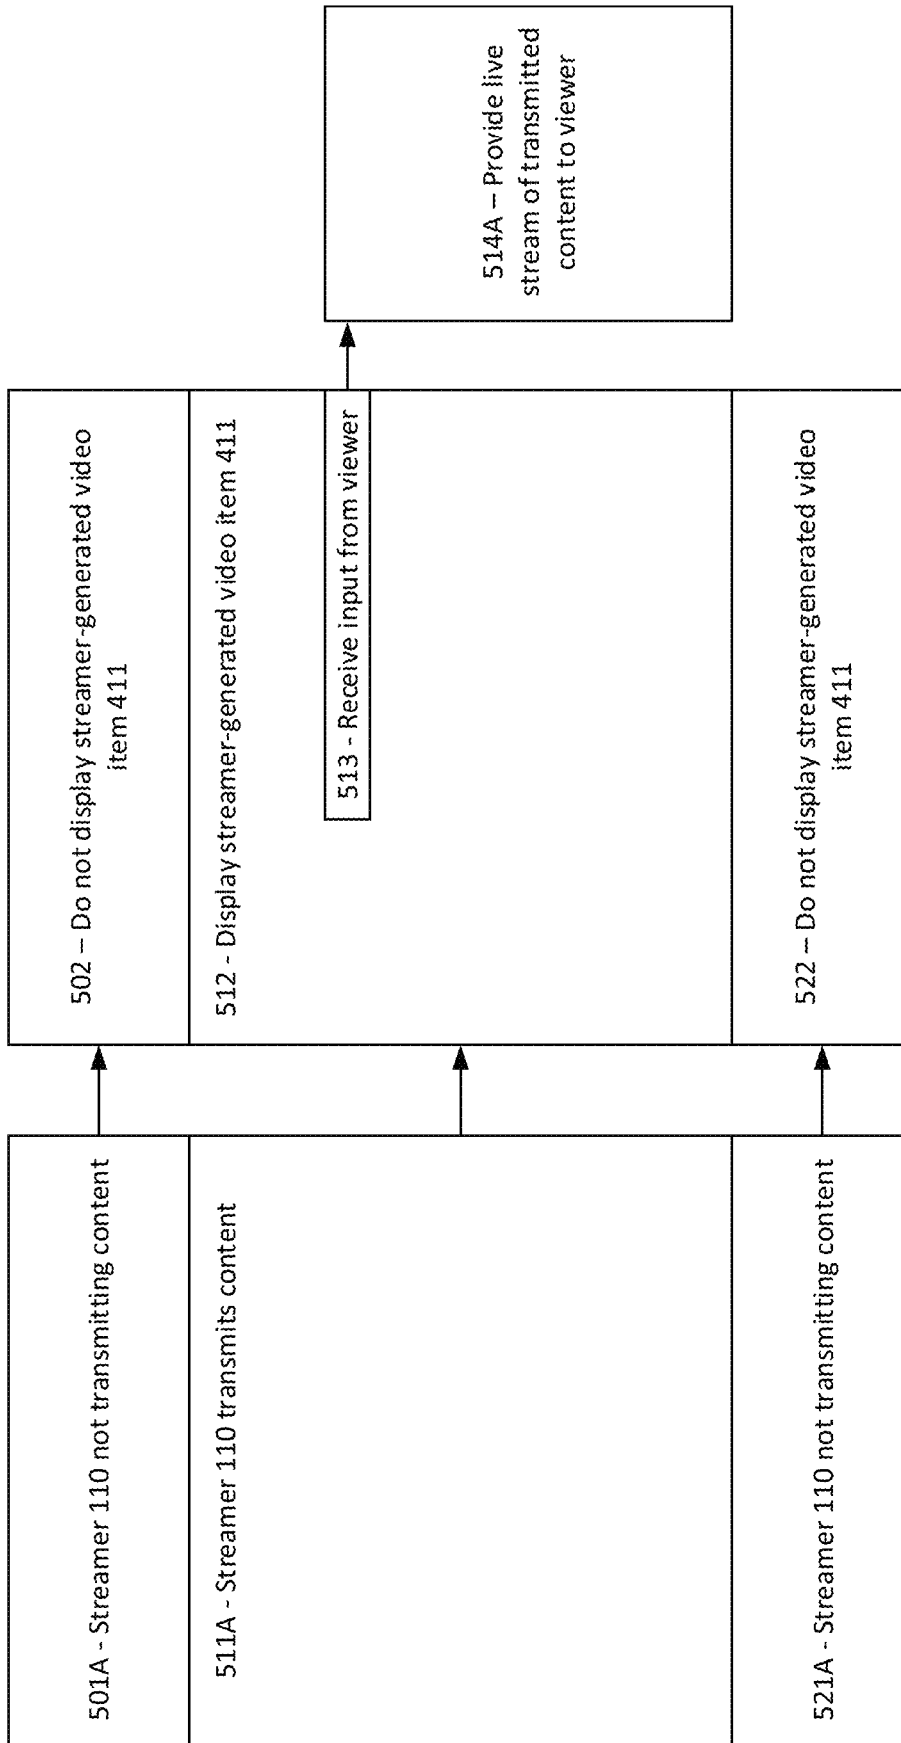 501A - Streamer 110 not transmitting content
511A - Streamer 110 transmits content
521A - Streamer 110 not transmitting content
502 – Do not display streamer-generated video
item 411
512 - Display streamer-generated video item 411
513 - Receive input from viewer
522 – Do not display streamer-generated video
item 411
514A – Provide live
stream of transmitted
content to viewer